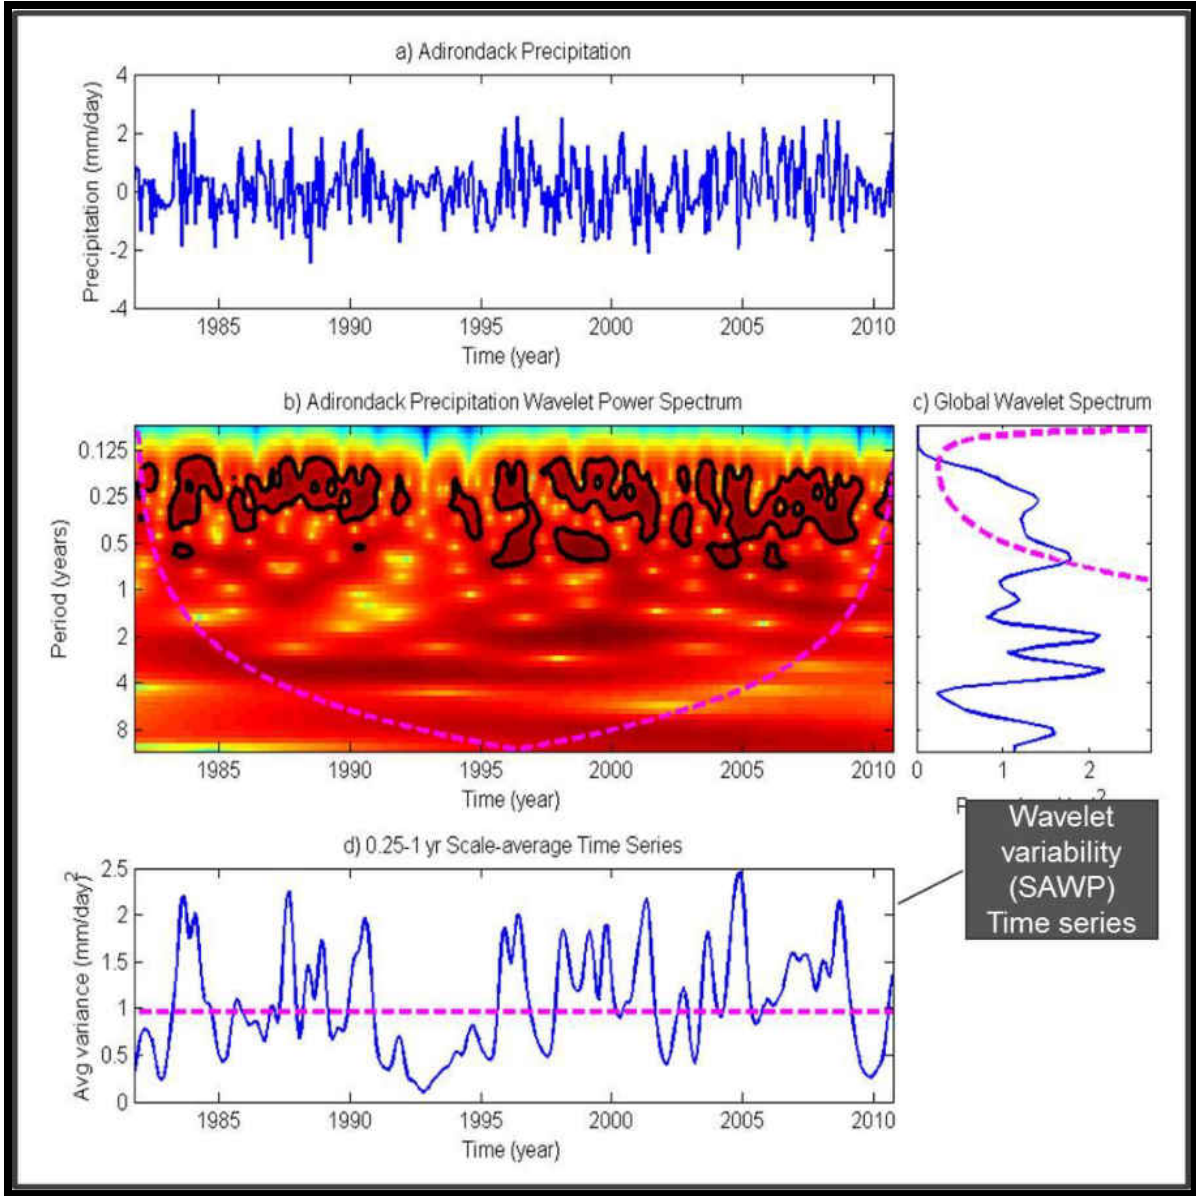 a) Adirondack Precipitation
Precipitation (mm/day)
4
2
0
-2
-4
1985 1990 1995 2000 2005 2010
Time (year)
b) Adirondack Precipitation Wavelet Power Spectrum
Period (years)
0.125
0.25
0.5
1
2
4
8
1985 1990 1995 2000 2005 2010
Time (year)
c) Global Wavelet Spectrum
0 1 2
Wavelet
variability
(SAWP)
Time series
d) 0.25-1 yr Scale-average Time Series
Avg variance (mm/day)2
2.5
2
1.5
1
0.5
0
1985 1990 1995 2000 2005 2010
Time (year)